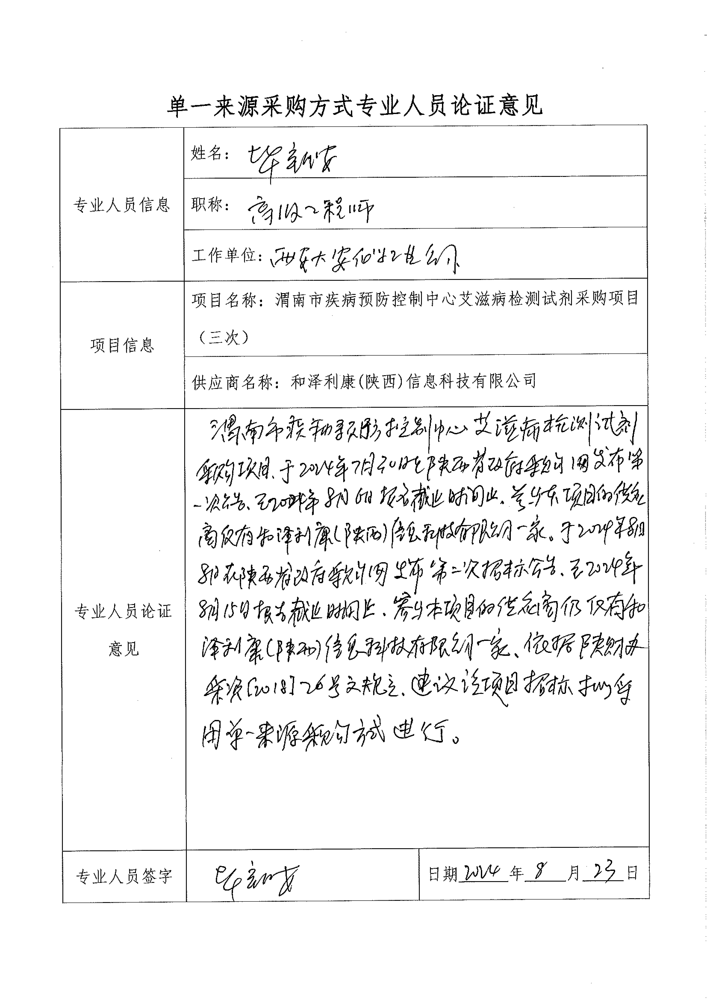 单一来源采购方式专业人员论证意见
专业人员信息
姓名：毕
职称：高级工程师
工作单位：西安大安化学工业公司
项目信息
项目名称：渭南市疾病预防控制中心艾滋病检测试剂采购项目
（三次）
供应商名称：和泽利康(陕西)信息科技有限公司
专业人员论证
意见
渭南市疾病预防控制中心艾滋病检测试剂
采购项目、于2024年7月30日在陕西省政府采购网发布第
一次公告、至2024年8月6日报名截止时间止、参与本项目的供应
商仅有和泽利康(陕西)信息科技有限公司一家。于2024年8月
8日在陕西省政府采购网发布第二次招标公告、至2024年
8月15日报名截止时间止、参与本项目的供应商仍仅有和
泽利康(陕西)信息科技有限公司一家、依据陕财办
采资[2018]26号文规定、建议该项目招标拟采
用单一来源采购方式进行。
专业人员签字
毕
日期2024年8月23日